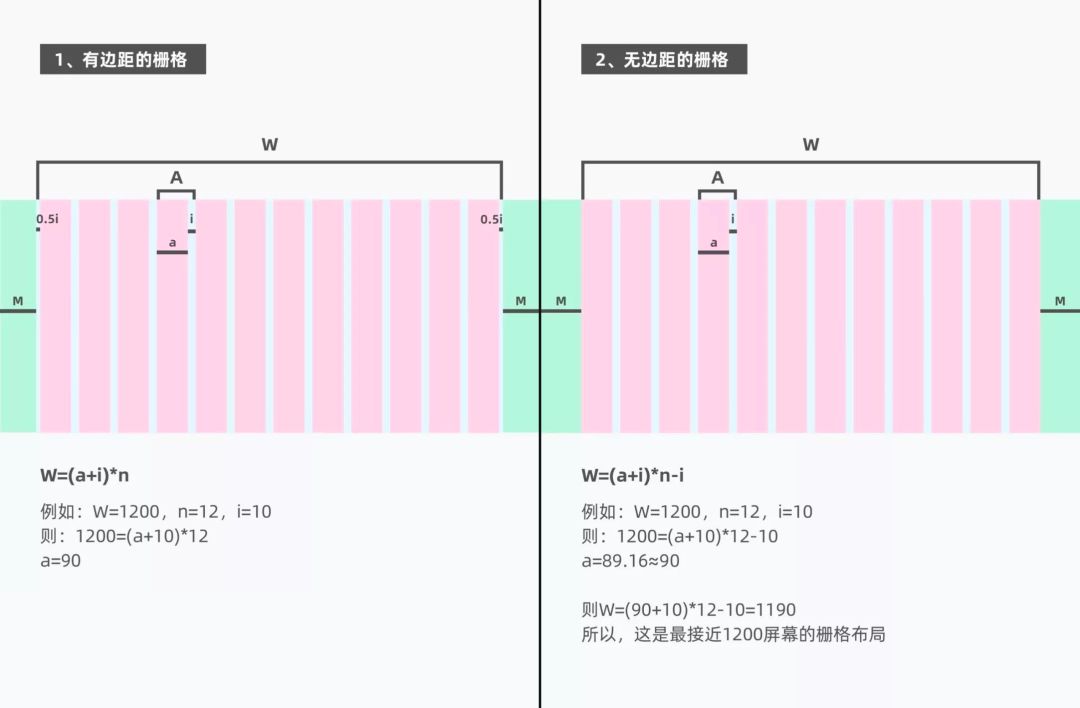 1、有边距的栅格
W
A
0.5i
i
0.5i
a
M
M
W=(a+i)*n
例如：W=1200，n=12，i=10
则：1200=(a+10)*12
a=90
2、无边距的栅格
W
A
i
a
M
M
W=(a+i)*n-i
例如：W=1200，n=12，i=10
则：1200=(a+10)*12-10
a=89.16≈90
则W=(90+10)*12-10=1190
所以，这是最接近1200屏幕的栅格布局